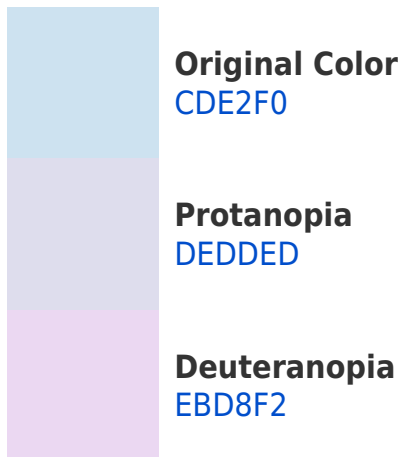 Original Color
CDE2F0
Protanopia
DEDDED
Deuteranopia
EBD8F2